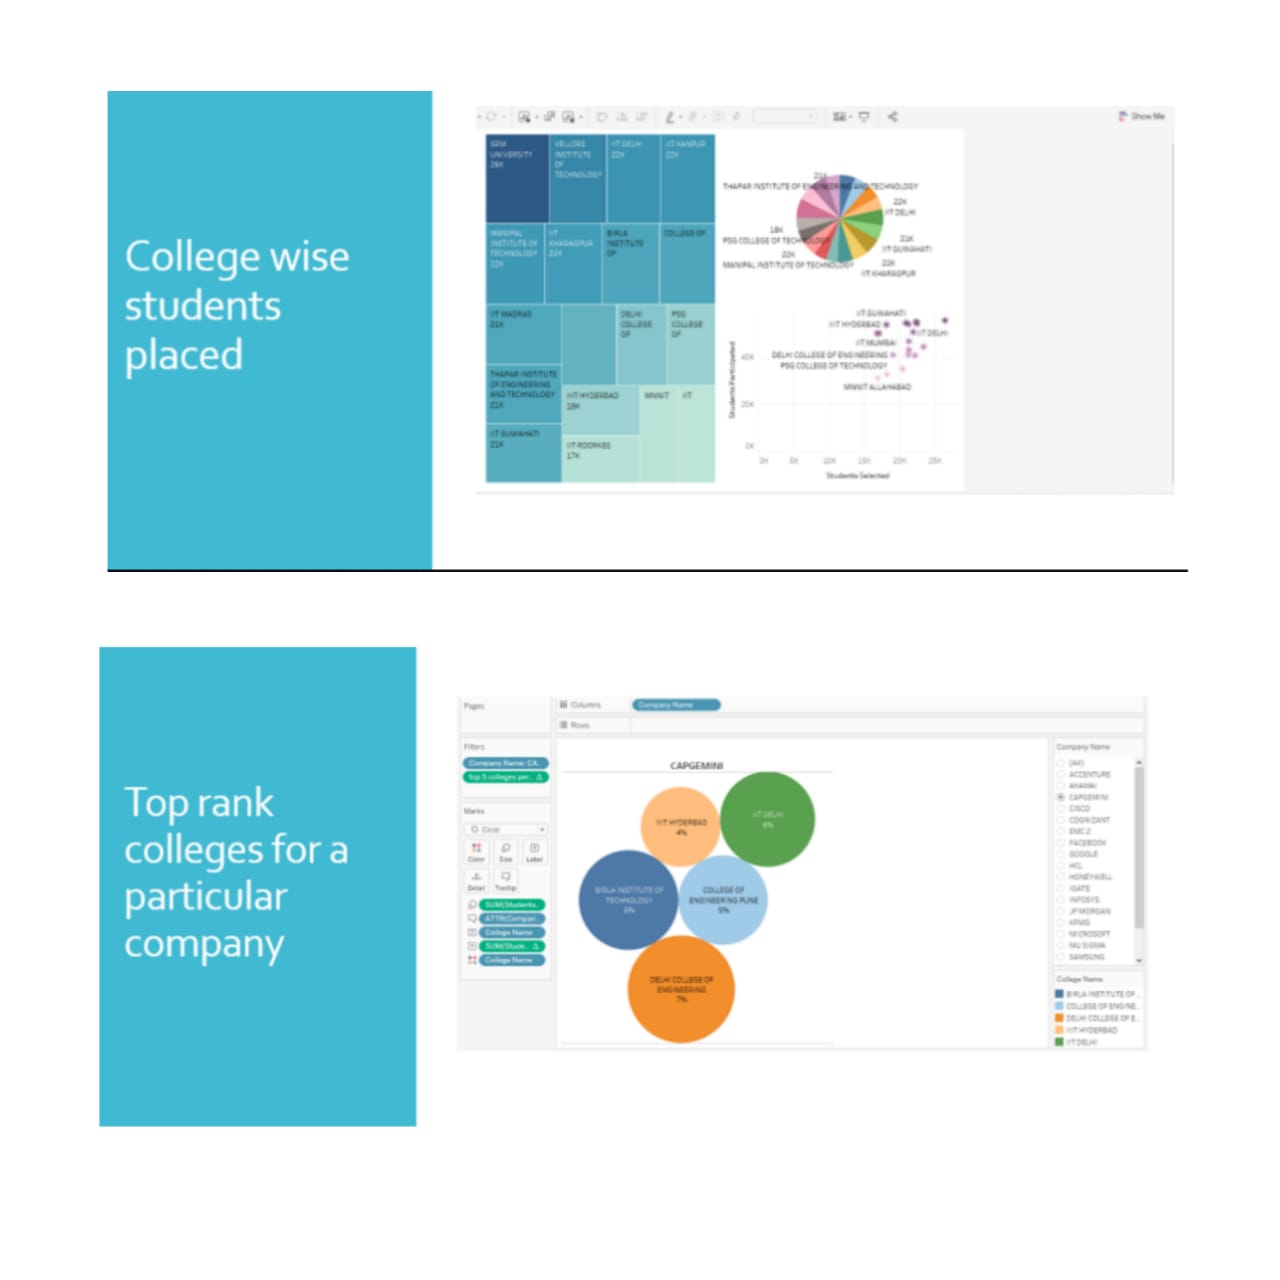 College wise
students
placed
Show Me
SRM
UNIVERSITY
26K
VELLORE
INSTITUTE
OF
TECHNOLOGY
IIT DELHI
22K
IIT KANPUR
22K
MANIPAL
INSTITUTE OF
TECHNOLOGY
22K
IIT
KHARAGPUR
22K
BIRLA
INSTITUTE
OF
COLLEGE OF
IIT MADRAS
21K
DELHI
COLLEGE
OF
PSG
COLLEGE
OF
THAPAR INSTITUTE
OF ENGINEERING
AND TECHNOLOGY
21K
IIIT HYDERBAD
18K
MNNIT
IIT
IIT GUWAHATI
21K
IIT ROORKEE
17K
21K
THAPAR INSTITUTE OF ENGINEERING AND TECHNOLOGY
22K
IIT DELHI
18K
PSG COLLEGE OF TECHNOLOGY
21K
IIT GUWAHATI
22K
MANIPAL INSTITUTE OF TECHNOLOGY
22K
IIT KHARAGPUR
IIT GUWAHATI
IIIT HYDERBAD
IIT DELHI
IIT MUMBAI
DELHI COLLEGE OF ENGINEERING
PSG COLLEGE OF TECHNOLOGY
MNNIT ALLAHABAD
Students Participated
40K
20K
0K
0K 5K 10K 15K 20K 25K
Students Selected
Top rank
colleges for a
particular
company
Pages
Columns
Company Name
Rows
Filters
Company Name: CA..
top 5 colleges per..
Marks
Circle
Color Size Label
Detail Tooltip
SUM(Students..
ATTR(Compan..
College Name
SUM(Stude..
College Name
CAPGEMINI
IIIT HYDERBAD
4%
IIT DELHI
6%
BIRLA INSTITUTE OF
TECHNOLOGY
COLLEGE OF
ENGINEERING PUNE
DELHI COLLEGE OF
ENGINEERING
7%
Company Name
(All)
ACCENTURE
AKAMAI
CAPGEMINI
CISCO
COGNIZANT
EMC 2
FACEBOOK
GOOGLE
HCL
HONEYWELL
IGATE
INFOSYS
JP MORGAN
KPMG
MICROSOFT
MU SIGMA
SAMSUNG
College Name
BIRLA INSTITUTE OF..
COLLEGE OF ENGINE..
DELHI COLLEGE OF E..
IIIT HYDERBAD
IIT DELHI